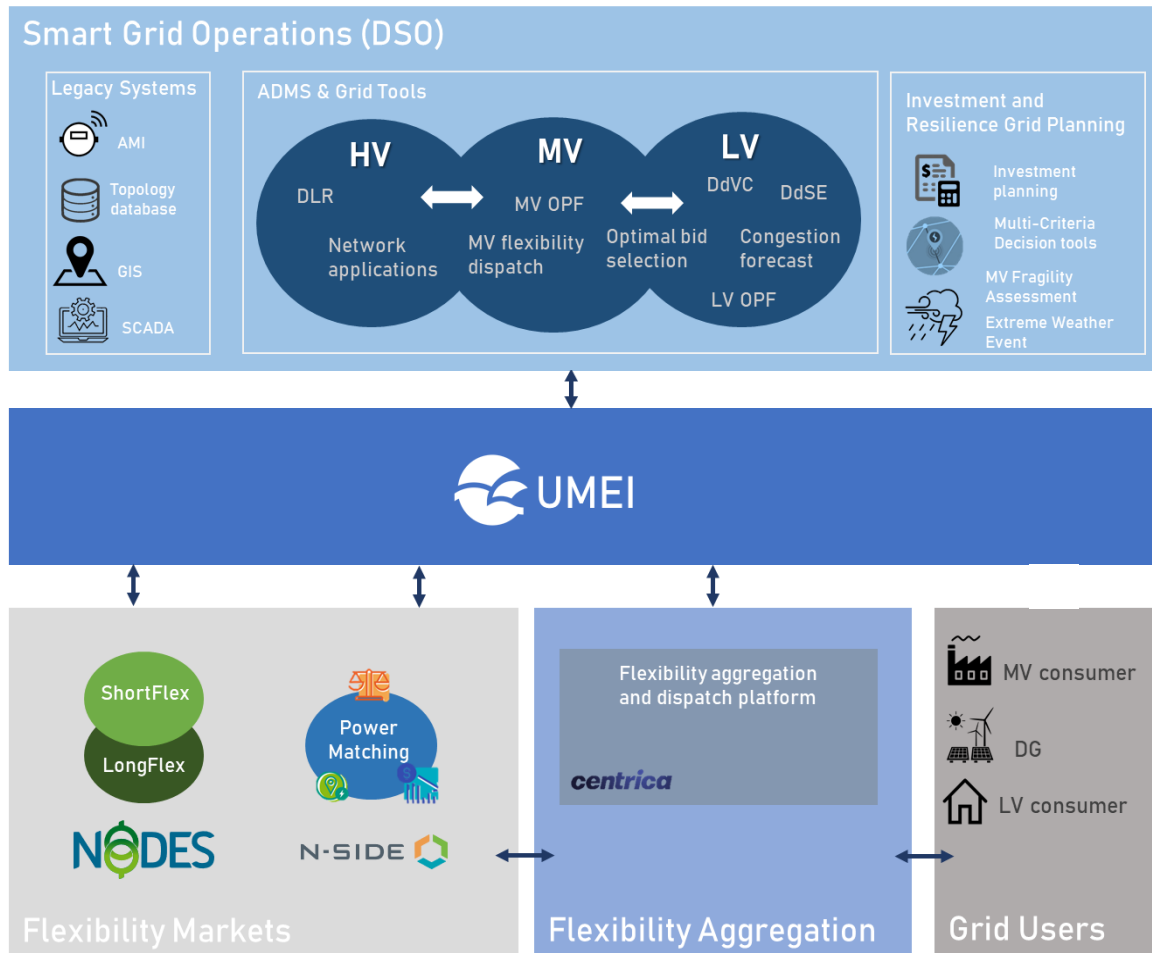 Smart Grid Operations (DSO)
Legacy Systems
AMI
Topology
database
GIS
SCADA
ADMS & Grid Tools
HV
MV
LV
DLR
Network
applications
MV OPF
MV flexibility
dispatch
Optimal bid
selection
DdVC
DdSE
Congestion
forecast
LV OPF
Investment and
Resilience Grid Planning
Investment
planning
Multi-Criteria
Decision tools
MV Fragility
Assessment
Extreme Weather
Event
UMEI
ShortFlex
LongFlex
NODES
Power
Matching
N-SIDE
Flexibility Markets
Flexibility aggregation
and dispatch platform
centrica
Flexibility Aggregation
MV consumer
DG
LV consumer
Grid Users